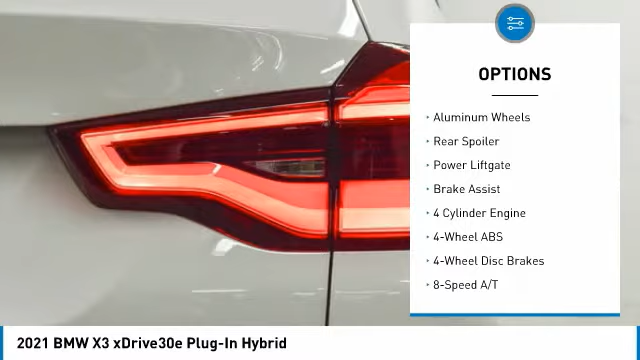 OPTIONS
Aluminum Wheels
Rear Spoiler
Power Liftgate
Brake Assist
4 Cylinder Engine
4-Wheel ABS
4-Wheel Disc Brakes
8-Speed A/T
2021 BMW X3 xDrive30e Plug-In Hybrid